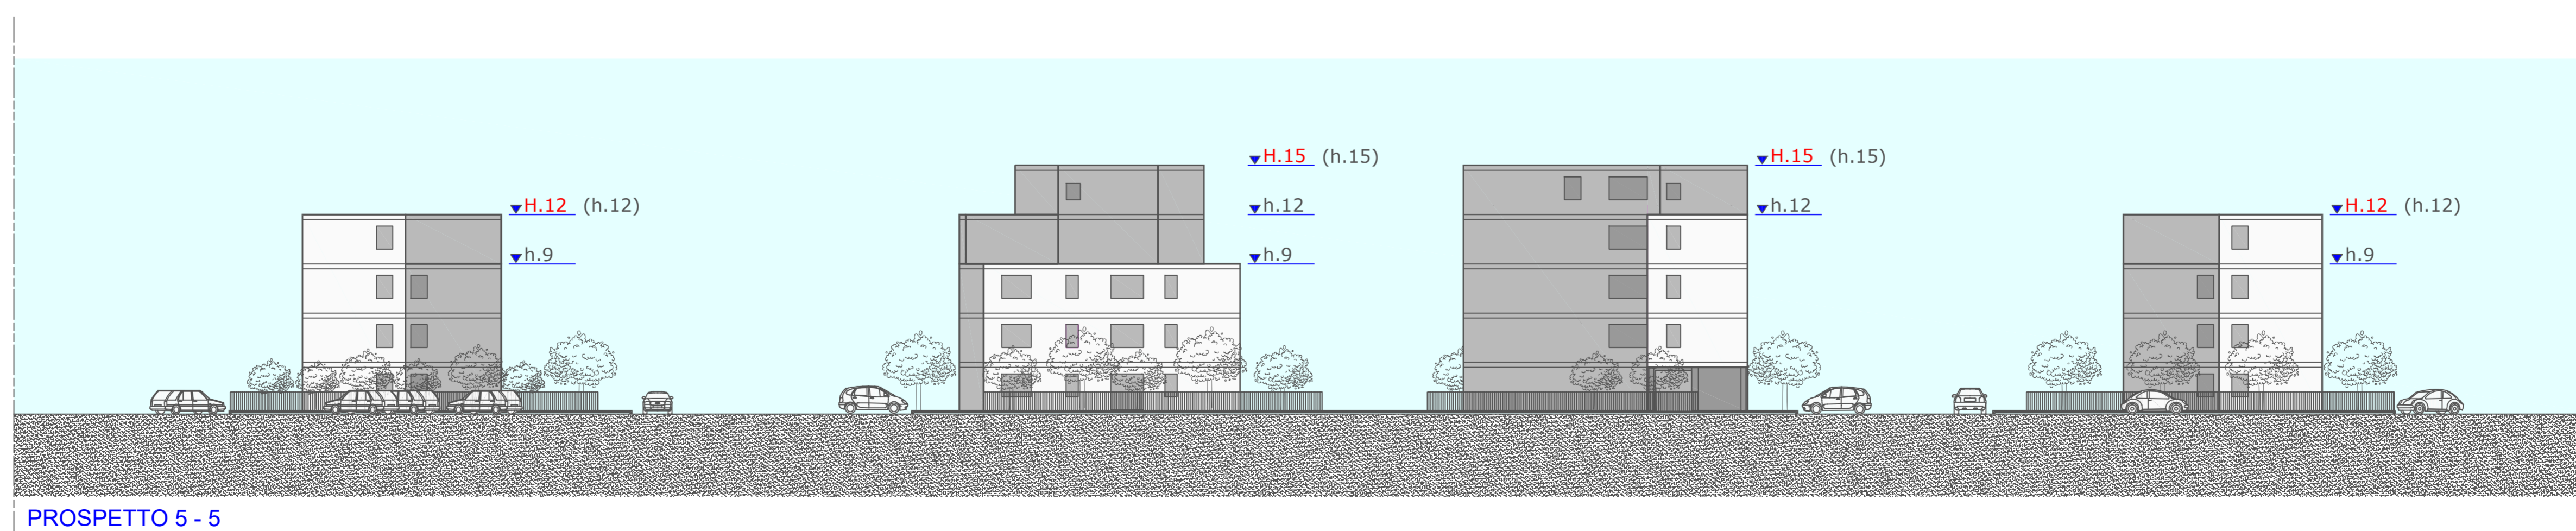 H.15 (h.15)
H.15 (h.15)
H.12 (h.12)
h.12
h.12
H.12 (h.12)
h.9
h.9
h.9
PROSPETTO 5 - 5